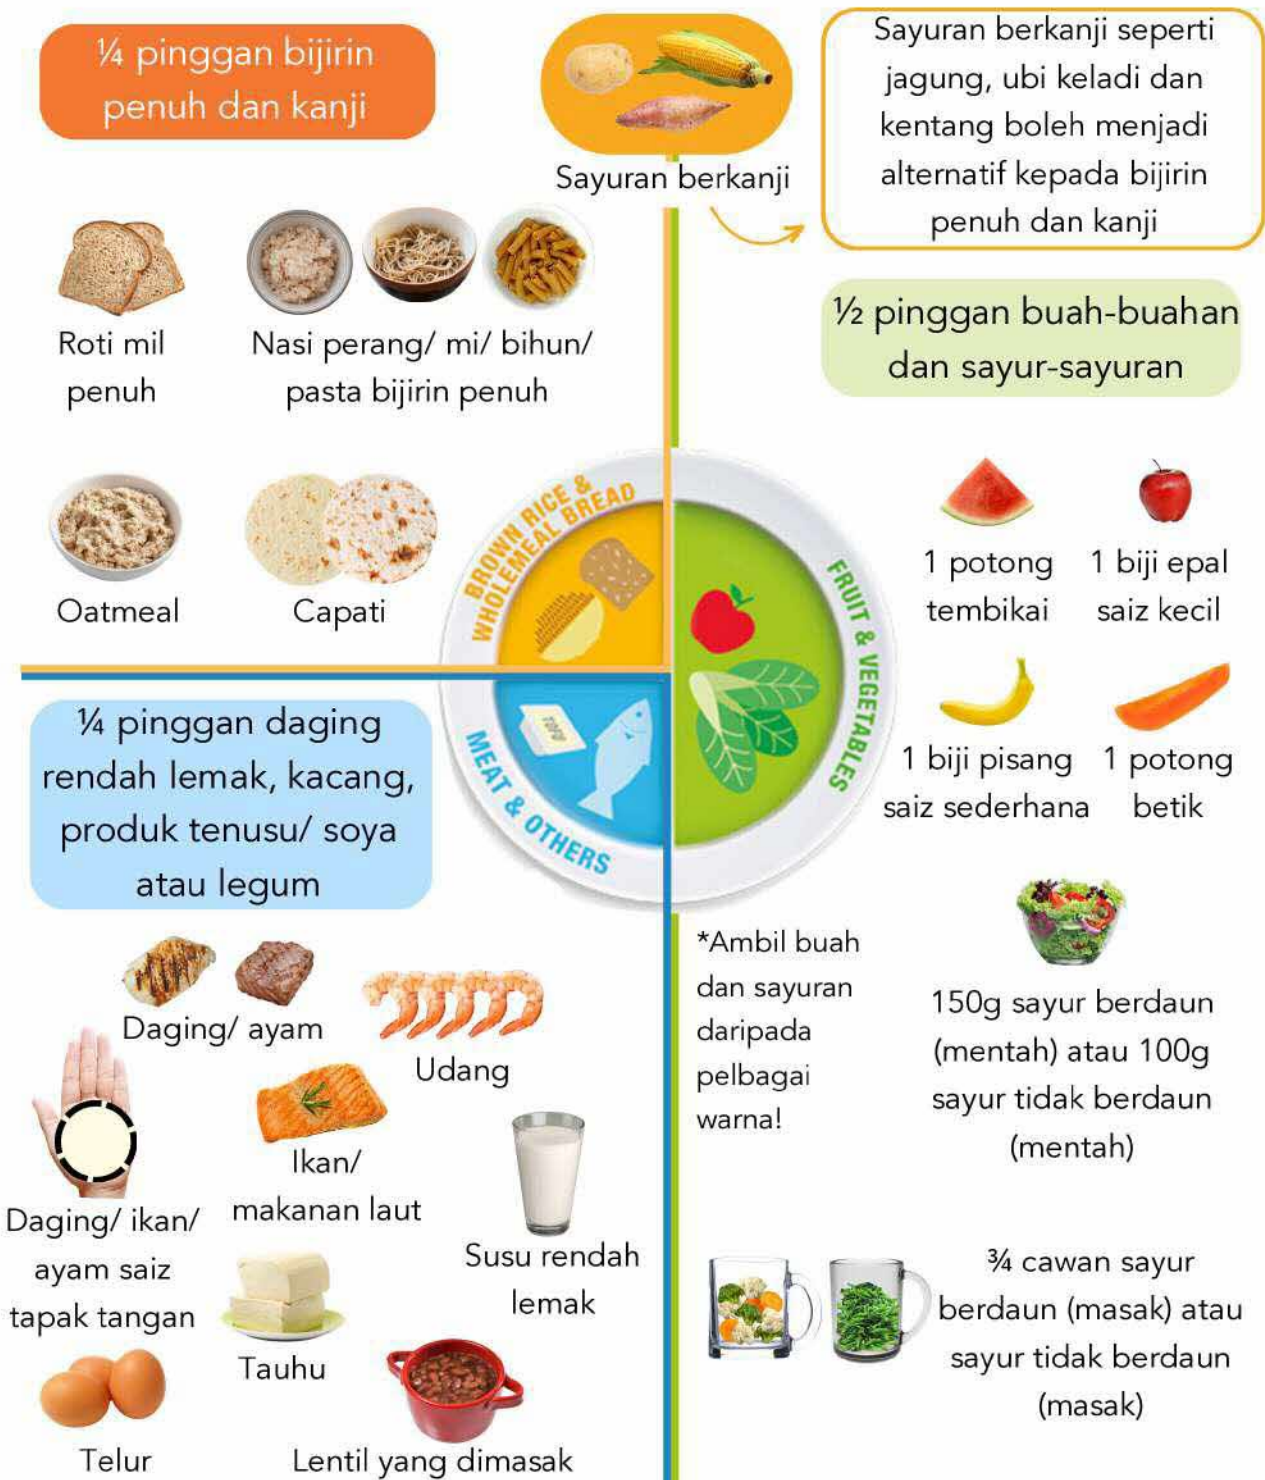 ¼ pinggan bijirin
penuh dan kanji
Sayuran berkanji
Sayuran berkanji seperti
jagung, ubi keladi dan
kentang boleh menjadi
alternatif kepada bijirin
penuh dan kanji
Roti mil
penuh
Nasi perang/ mi/ bihun/
pasta bijirin penuh
Oatmeal
Capati
½ pinggan buah-buahan
dan sayur-sayuran
1 potong
tembikai
1 biji epal
saiz kecil
1 biji pisang
saiz sederhana
1 potong
betik
BROWN RICE &
WHOLEMEAL BREAD
FRUIT & VEGETABLES
MEAT & OTHERS
TOFU
¼ pinggan daging
rendah lemak, kacang,
produk tenusu/ soya
atau legum
Daging/ ayam
Udang
Daging/ ikan/
ayam saiz
tapak tangan
Ikan/
makanan laut
Susu rendah
lemak
Tauhu
Telur
Lentil yang dimasak
*Ambil buah
dan sayuran
daripada
pelbagai
warna!
150g sayur berdaun
(mentah) atau 100g
sayur tidak berdaun
(mentah)
¾ cawan sayur
berdaun (masak) atau
sayur tidak berdaun
(masak)